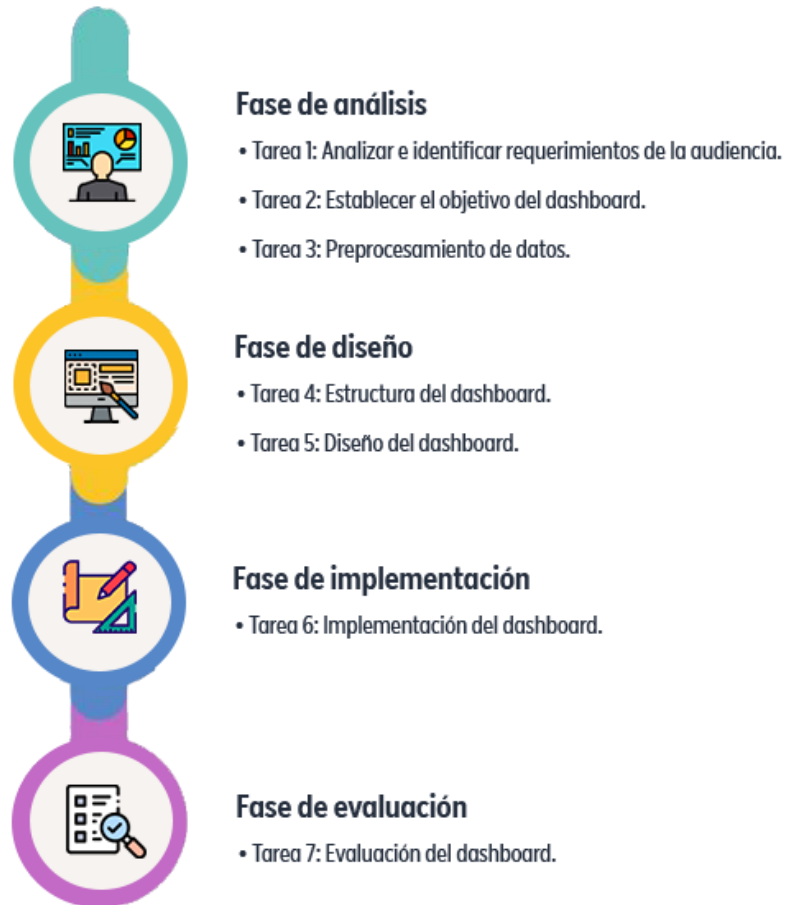 Fase de análisis
• Tarea 1: Analizar e identificar requerimientos de la audiencia.
• Tarea 2: Establecer el objetivo del dashboard.
• Tarea 3: Preprocesamiento de datos.
Fase de diseño
• Tarea 4: Estructura del dashboard.
• Tarea 5: Diseño del dashboard.
Fase de implementación
• Tarea 6: Implementación del dashboard.
Fase de evaluación
• Tarea 7: Evaluación del dashboard.